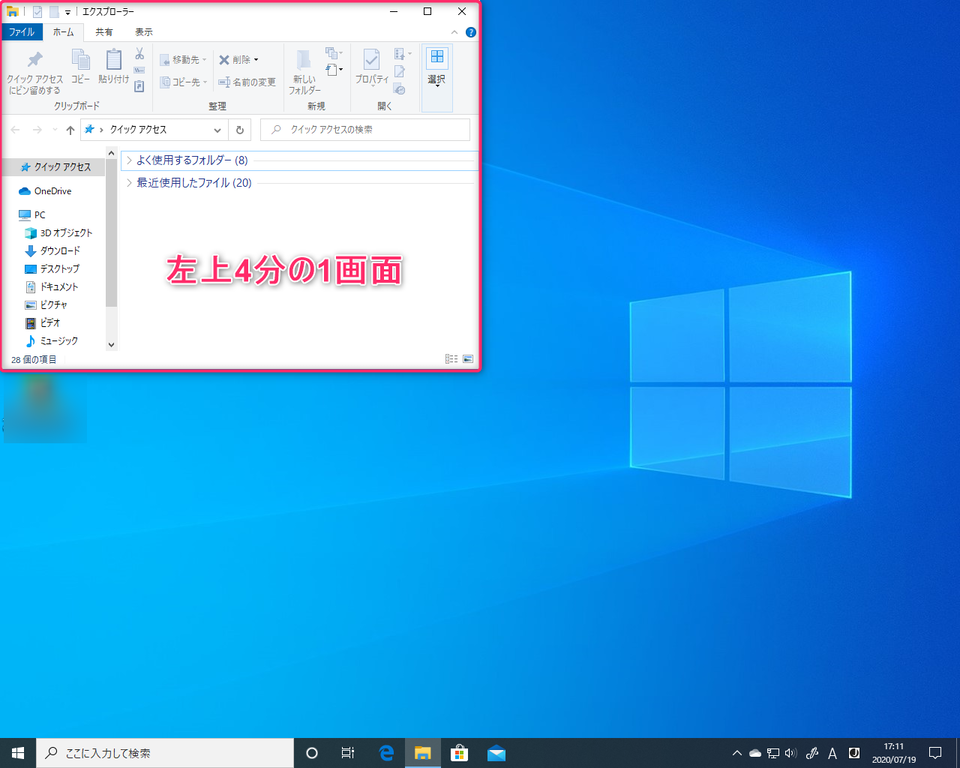 エクスプローラー
ファイル ホーム 共有 表示
クイック アクセス
にピン留めする
コピー
貼り付け
クリップボード
移動先
コピー先
削除
名前の変更
整理
新しい
フォルダー
新規
プロパティ
開く
選択
クイック アクセス
クイック アクセスの検索
クイック アクセス
OneDrive
PC
3D オブジェクト
ダウンロード
デスクトップ
ドキュメント
ピクチャ
ビデオ
ミュージック
よく使用するフォルダー (8)
最近使用したファイル (20)
左上4分の1画面
28 個の項目
ここに入力して検索
A
17:11
2020/07/19